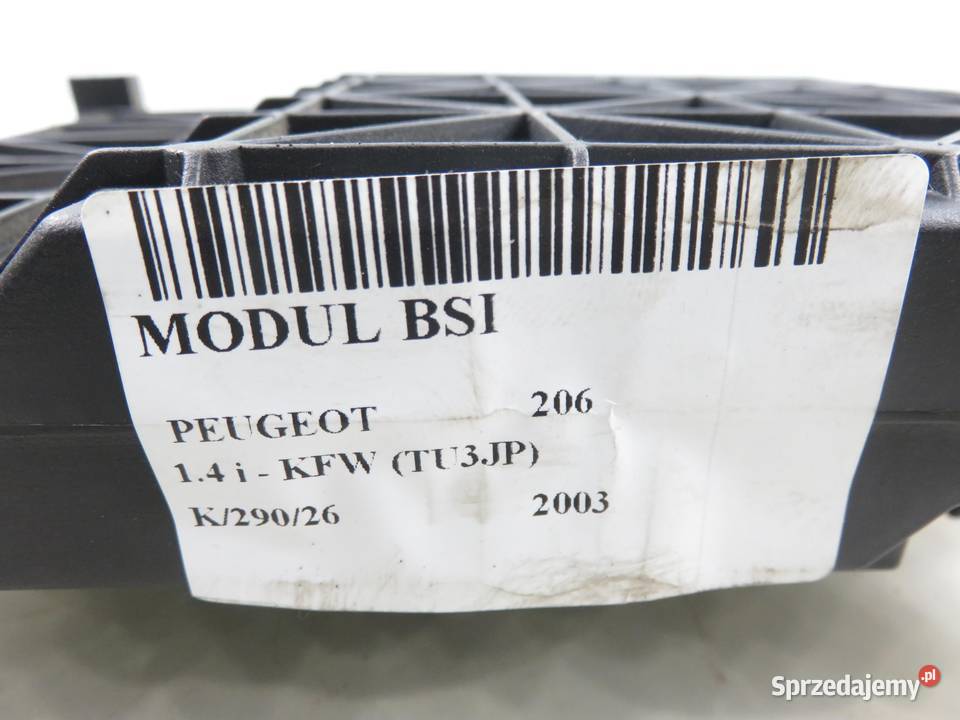 MODUL BSI
PEUGEOT 206
1.4 i - KFW (TU3JP)
K/290/26 2003
Sprzedajemy.pl